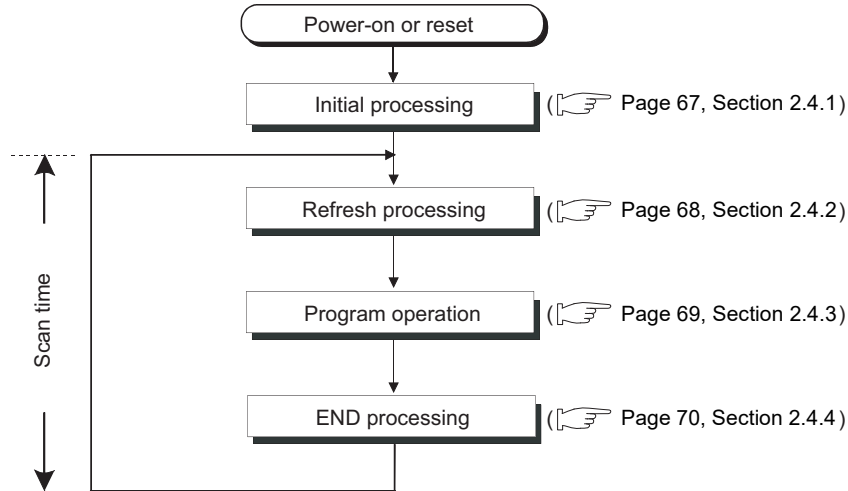 Power-on or reset
Initial processing
( Page 67, Section 2.4.1)
Refresh processing
( Page 68, Section 2.4.2)
Scan time
Program operation
( Page 69, Section 2.4.3)
END processing
( Page 70, Section 2.4.4)